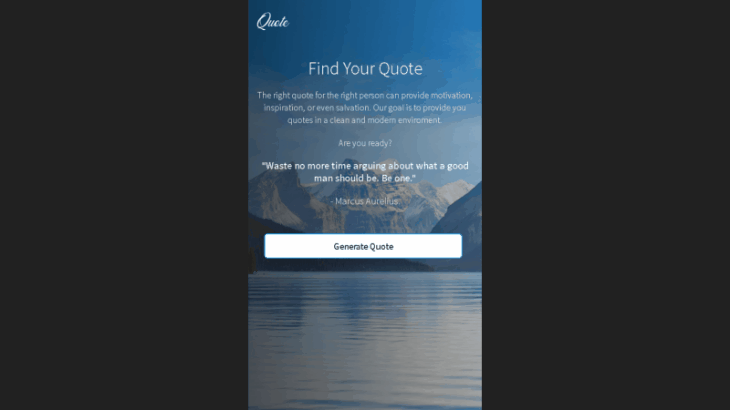 Quote
Find Your Quote
The right quote for the right person can provide motivation,
inspiration, or even salvation. Our goal is to provide you
quotes in a clean and modern enviroment.
Are you ready?
"Waste no more time arguing about what a good
man should be. Be one."
- Marcus Aurelius
Generate Quote